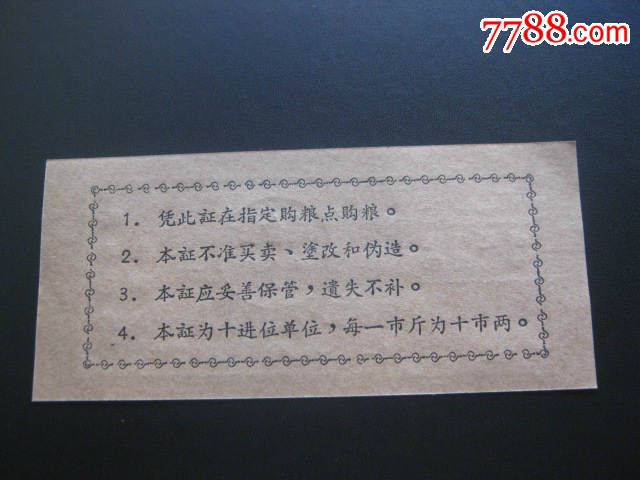 7788.com
1. 凭此証在指定购粮点购粮。
2. 本証不准买卖、塗改和伪造。
3. 本証应妥善保管，遗失不补。
4. 本証为十进位单位，每一市斤为十市两。